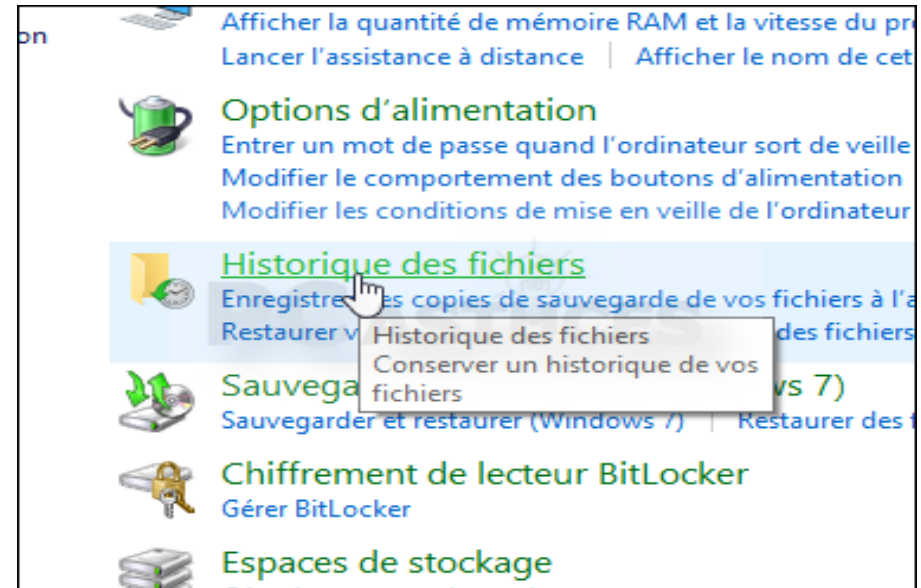 on
Afficher la quantité de mémoire RAM et la vitesse du pr
Lancer l'assistance à distance | Afficher le nom de cet
Options d'alimentation
Entrer un mot de passe quand l'ordinateur sort de veille
Modifier le comportement des boutons d'alimentation
Modifier les conditions de mise en veille de l'ordinateur
Historique des fichiers
Enregistre es copies de sauvegarde de vos fichiers à l'a
Restaurer v des fichiers
Historique des fichiers
Conserver un historique de vos
fichiers
PCASTUCES
Sauvega ws 7)
Sauvegarder et restaurer (Windows 7) | Restaurer des f
Chiffrement de lecteur BitLocker
Gérer BitLocker
Espaces de stockage